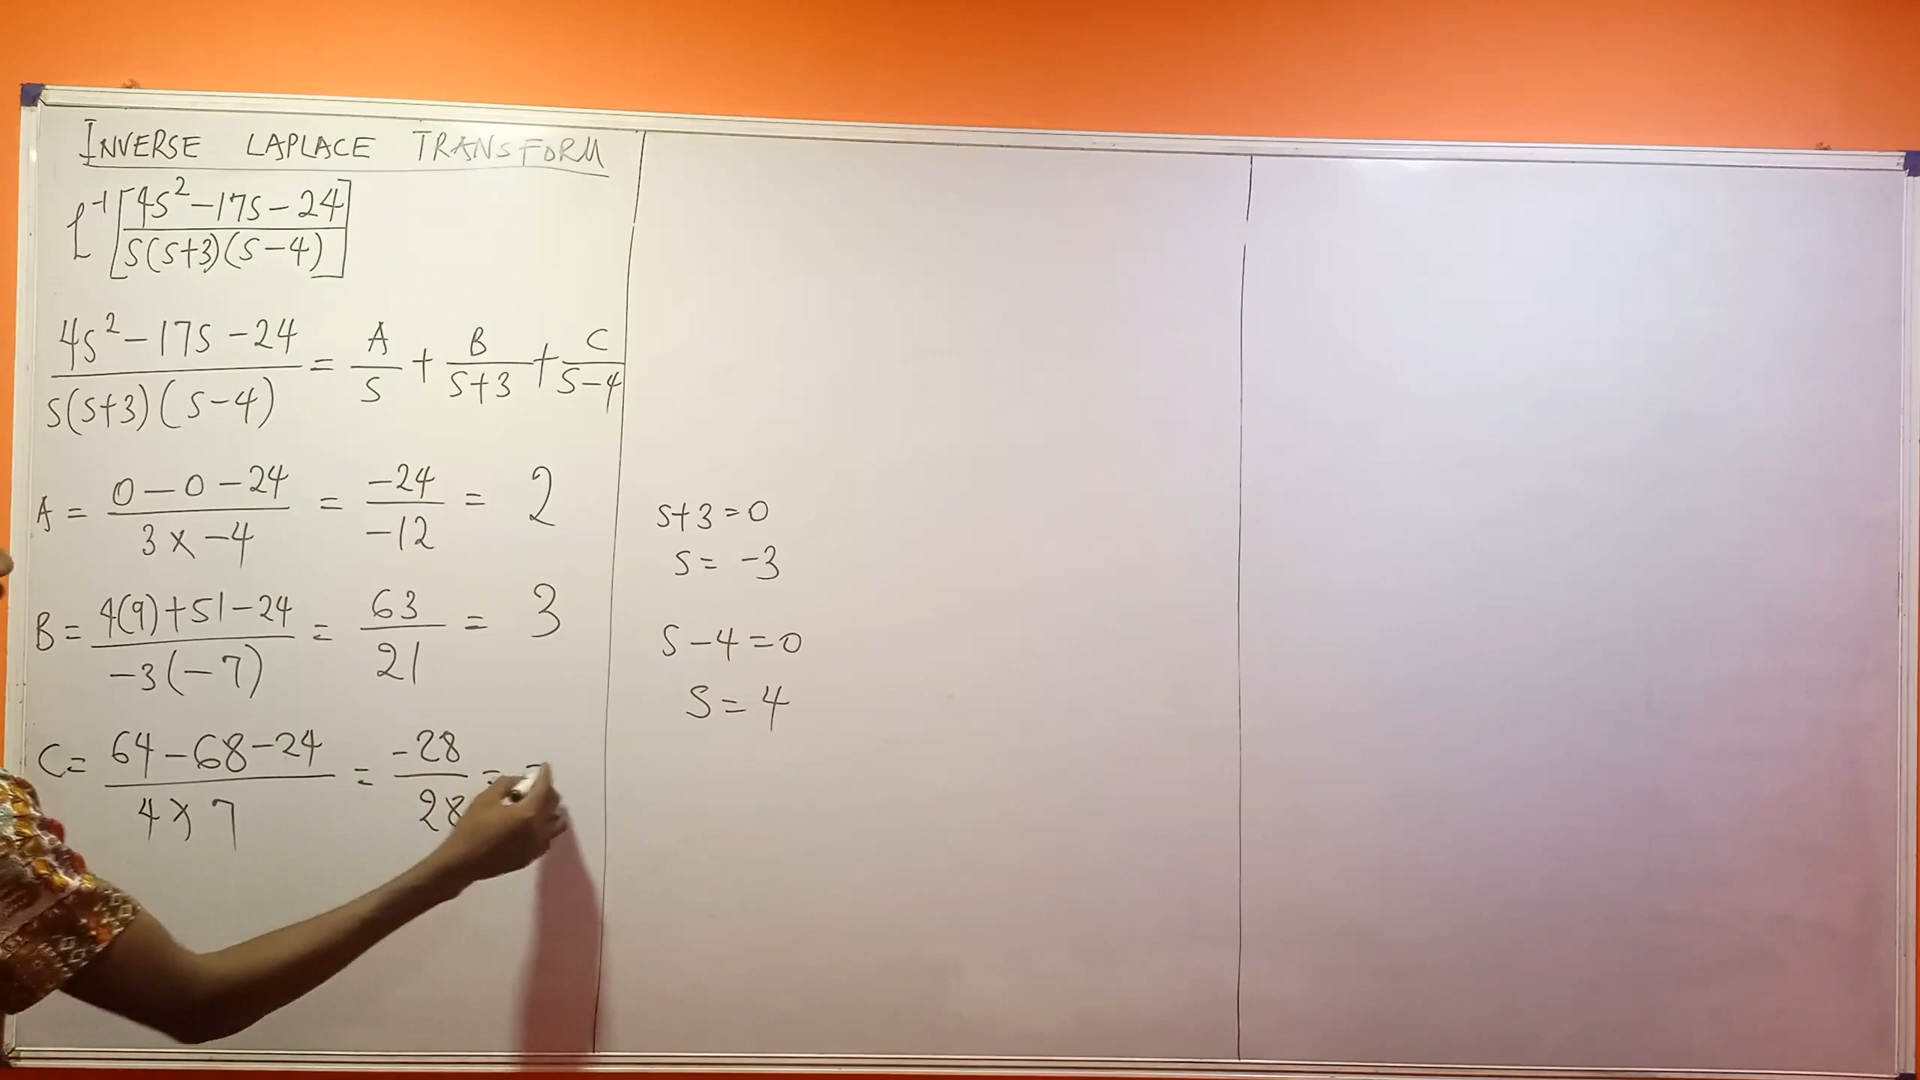 INVERSE LAPLACE TRANSFORM
L⁻¹[(4s²-17s-24)/(s(s+3)(s-4))]
(4s²-17s-24)/(s(s+3)(s-4)) = A/s + B/(s+3) + C/(s-4)
A = (0-0-24)/(3×-4) = -24/-12 = 2
B = (4(9)+51-24)/(-3(-7)) = 63/21 = 3
C = (64-68-24)/(4×7) = -28/28 = -
s+3=0
s= -3
s-4=0
s=4